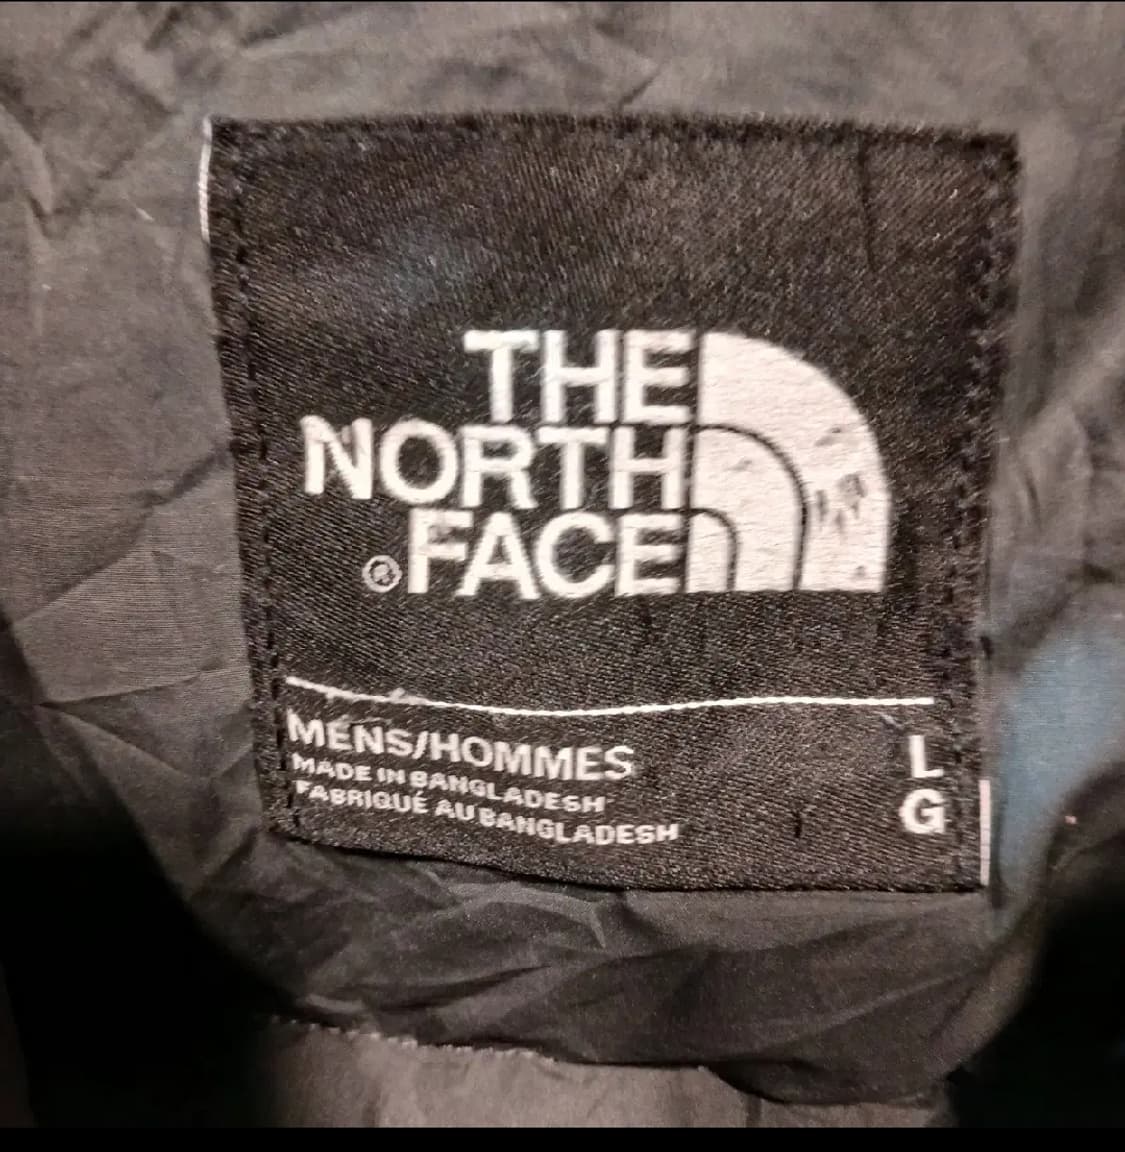 THE
NORTH
® FACE
MENS/HOMMES L
MADE IN BANGLADESH G
FABRIQUÉ AU BANGLADESH